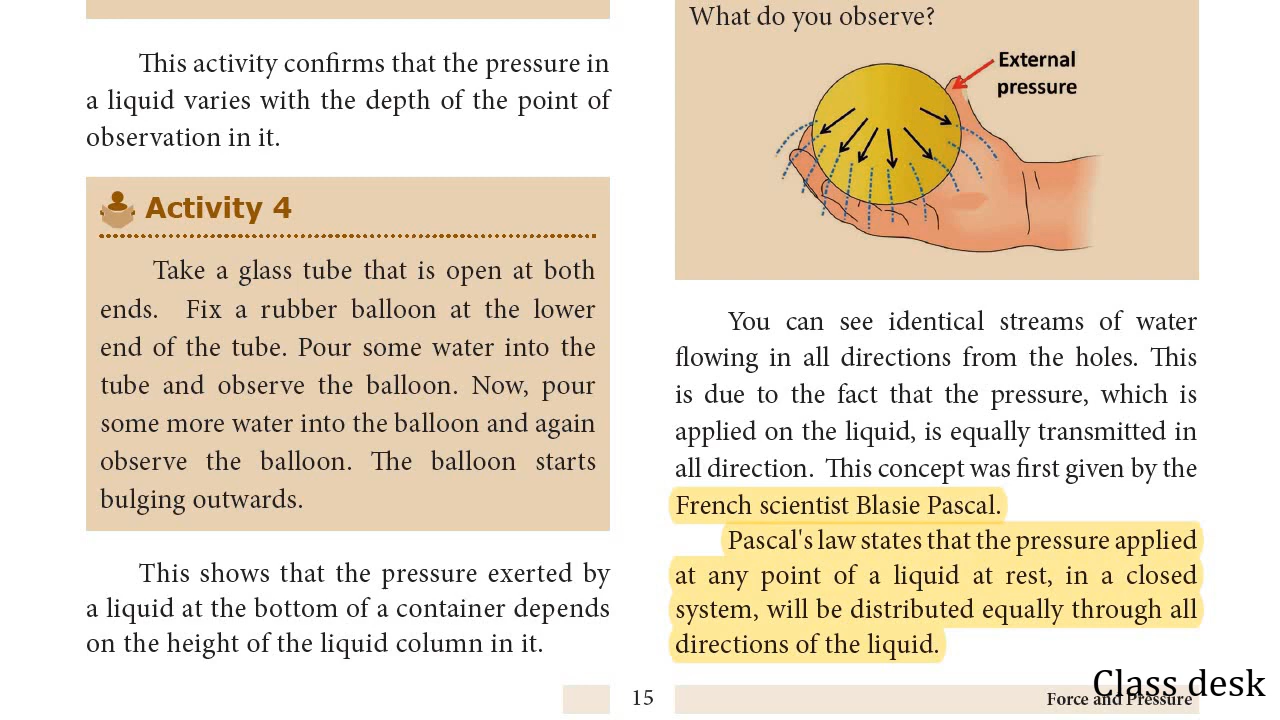 This activity confirms that the pressure in
a liquid varies with the depth of the point of
observation in it.
Activity 4
Take a glass tube that is open at both
ends. Fix a rubber balloon at the lower
end of the tube. Pour some water into the
tube and observe the balloon. Now, pour
some more water into the balloon and again
observe the balloon. The balloon starts
bulging outwards.
This shows that the pressure exerted by
a liquid at the bottom of a container depends
on the height of the liquid column in it.
What do you observe?
External
pressure
You can see identical streams of water
flowing in all directions from the holes. This
is due to the fact that the pressure, which is
applied on the liquid, is equally transmitted in
all direction. This concept was first given by the
French scientist Blasie Pascal.
Pascal's law states that the pressure applied
at any point of a liquid at rest, in a closed
system, will be distributed equally through all
directions of the liquid.
15
Force and Pressure
Class desk